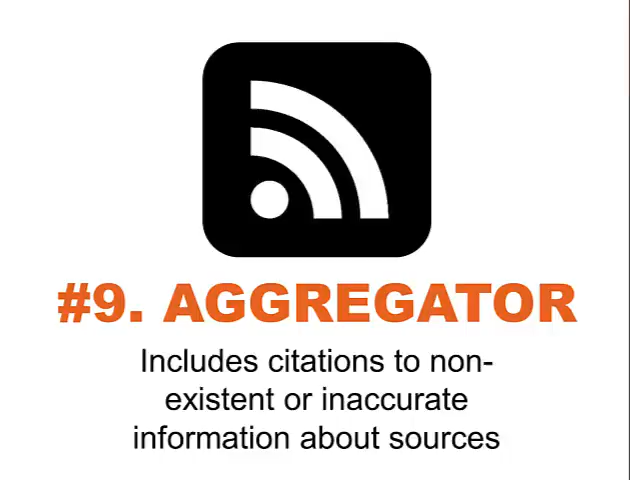 #9. AGGREGATOR
Includes citations to non-
existent or inaccurate
information about sources